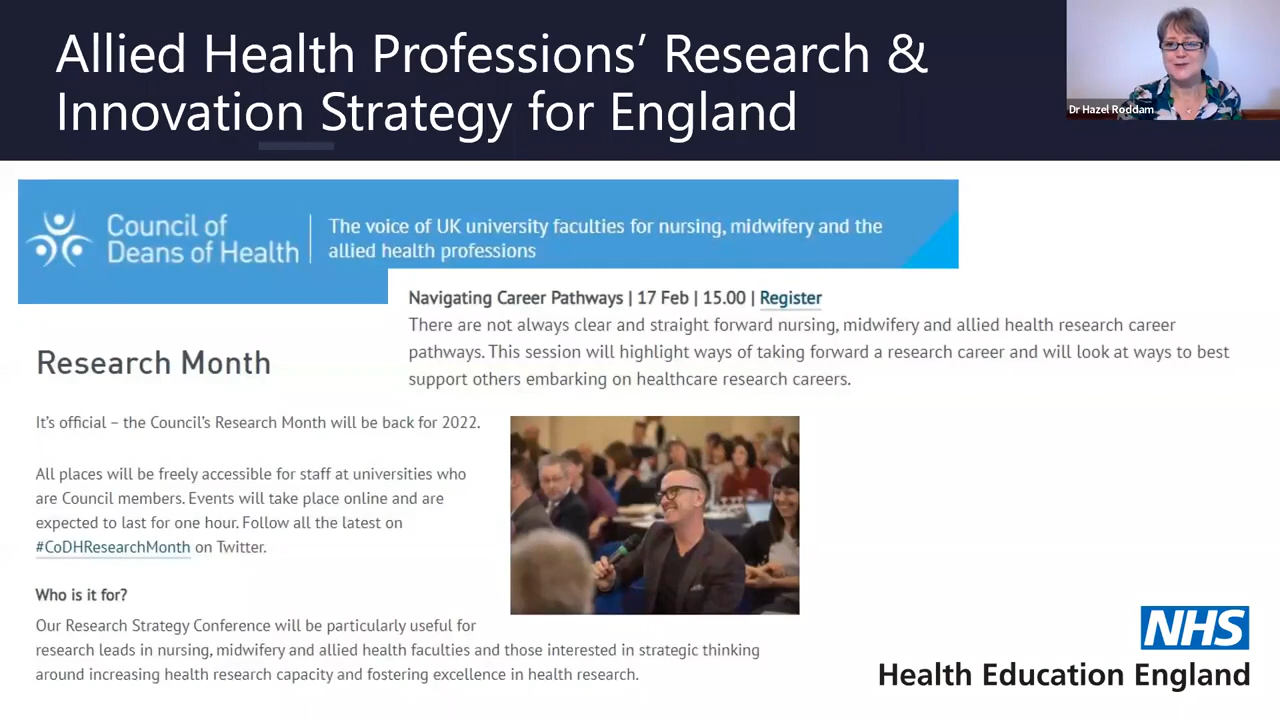 Allied Health Professions’ Research &
Innovation Strategy for England
Dr Hazel Roddam
Council of
Deans of Health
The voice of UK university faculties for nursing, midwifery and the
allied health professions
Navigating Career Pathways | 17 Feb | 15.00 | Register
There are not always clear and straight forward nursing, midwifery and allied health research career
pathways. This session will highlight ways of taking forward a research career and will look at ways to best
support others embarking on healthcare research careers.
Research Month
It’s official – the Council’s Research Month will be back for 2022.
All places will be freely accessible for staff at universities who
are Council members. Events will take place online and are
expected to last for one hour. Follow all the latest on
#CoDHResearchMonth on Twitter.
Who is it for?
Our Research Strategy Conference will be particularly useful for
research leads in nursing, midwifery and allied health faculties and those interested in strategic thinking
around increasing health research capacity and fostering excellence in health research.
NHS
Health Education England